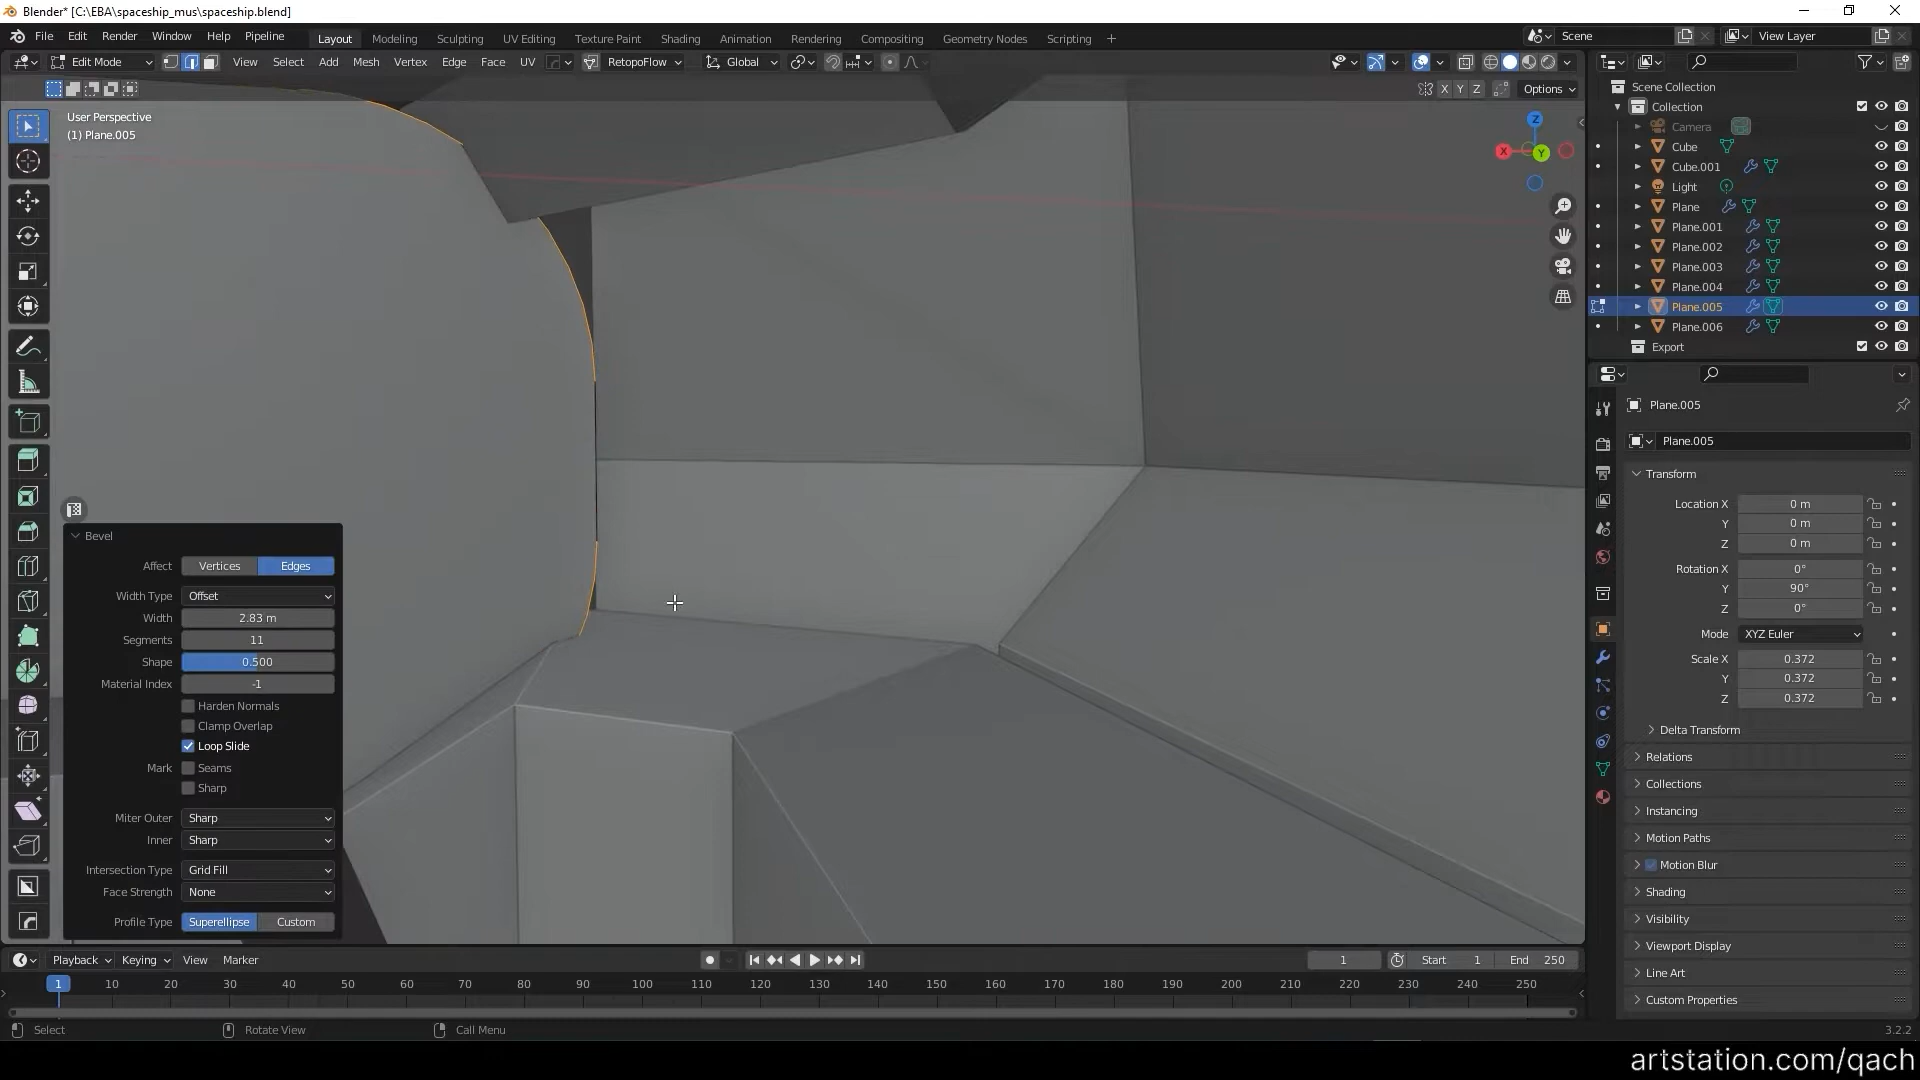 Blender* [C:\EBA\spaceship_mus\spaceship.blend]
File Edit Render Window Help Pipeline Layout Modeling Sculpting UV Editing Texture Paint Shading Animation Rendering Compositing Geometry Nodes Scripting + Scene View Layer
Edit Mode View Select Add Mesh Vertex Edge Face UV RetopoFlow Global
X Y Z Options
User Perspective
(1) Plane.005
Z
X Y
Scene Collection
Collection
Camera
Cube
Cube.001
Light
Plane
Plane.001
Plane.002
Plane.003
Plane.004
Plane.005
Plane.006
Export
Plane.005
Plane.005
Transform
Location X 0 m
Y 0 m
Z 0 m
Rotation X 0°
Y 90°
Z 0°
Mode XYZ Euler
Scale X 0.372
Y 0.372
Z 0.372
Delta Transform
Relations
Collections
Instancing
Motion Paths
Motion Blur
Shading
Visibility
Viewport Display
Line Art
Custom Properties
Bevel
Affect Vertices Edges
Width Type Offset
Width 2.83 m
Segments 11
Shape 0.500
Material Index -1
Harden Normals
Clamp Overlap
Loop Slide
Mark Seams
Sharp
Miter Outer Sharp
Inner Sharp
Intersection Type Grid Fill
Face Strength None
Profile Type Superellipse Custom
Playback Keying View Marker 1 Start 1 End 250
1 10 20 30 40 50 60 70 80 90 100 110 120 130 140 150 160 170 180 190 200 210 220 230 240 250
Select Rotate View Call Menu 3.2.2
artstation.com/qach